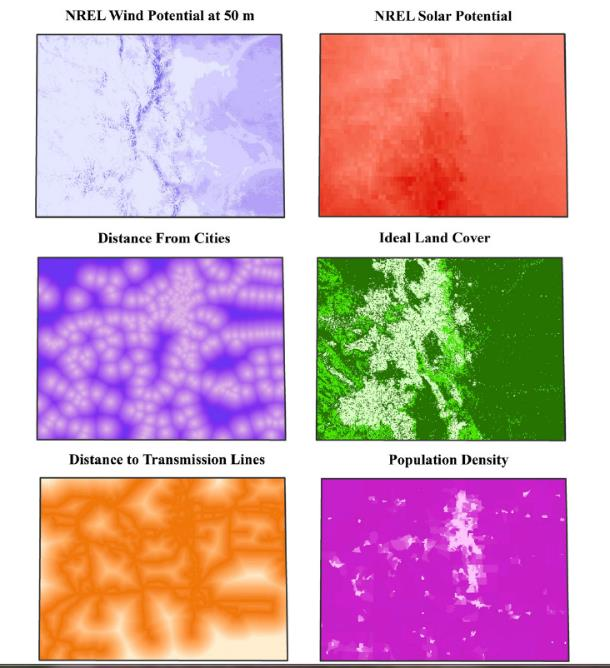 NREL Wind Potential at 50 m
NREL Solar Potential
Distance From Cities
Ideal Land Cover
Distance to Transmission Lines
Population Density